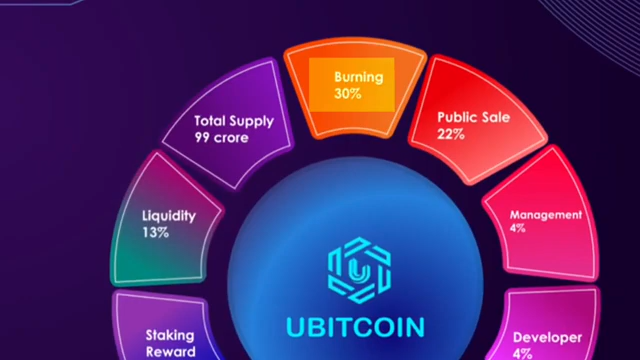 Burning
30%
Total Supply
99 crore
Public Sale
22%
Liquidity
13%
Management
4%
UBITCOIN
Staking
Reward
Developer
4%